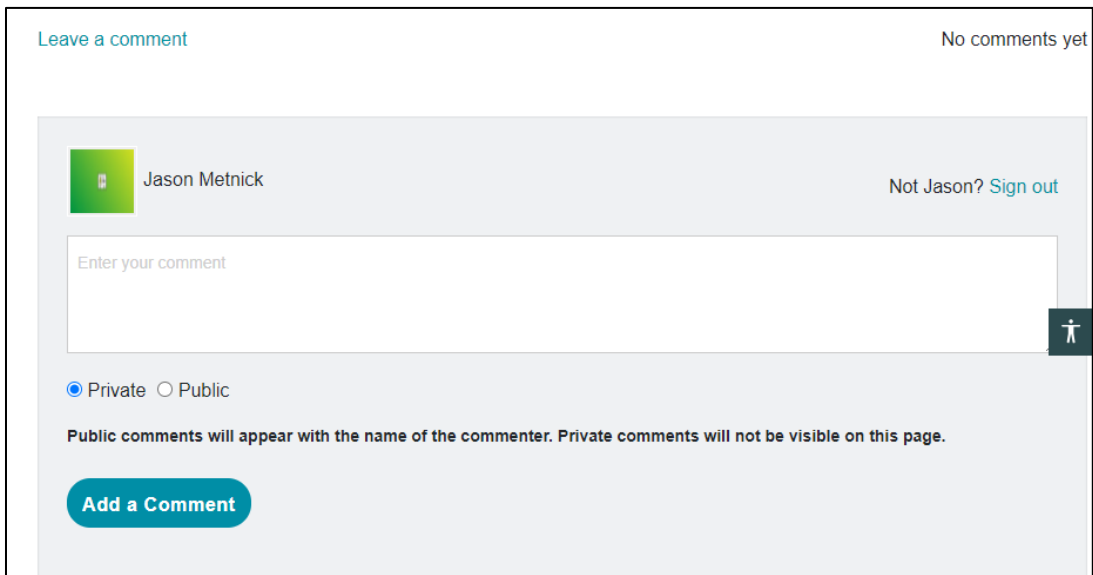 Leave a comment
No comments yet
Jason Metnick
Not Jason? Sign out
Enter your comment
Private Public
Public comments will appear with the name of the commenter. Private comments will not be visible on this page.
Add a Comment